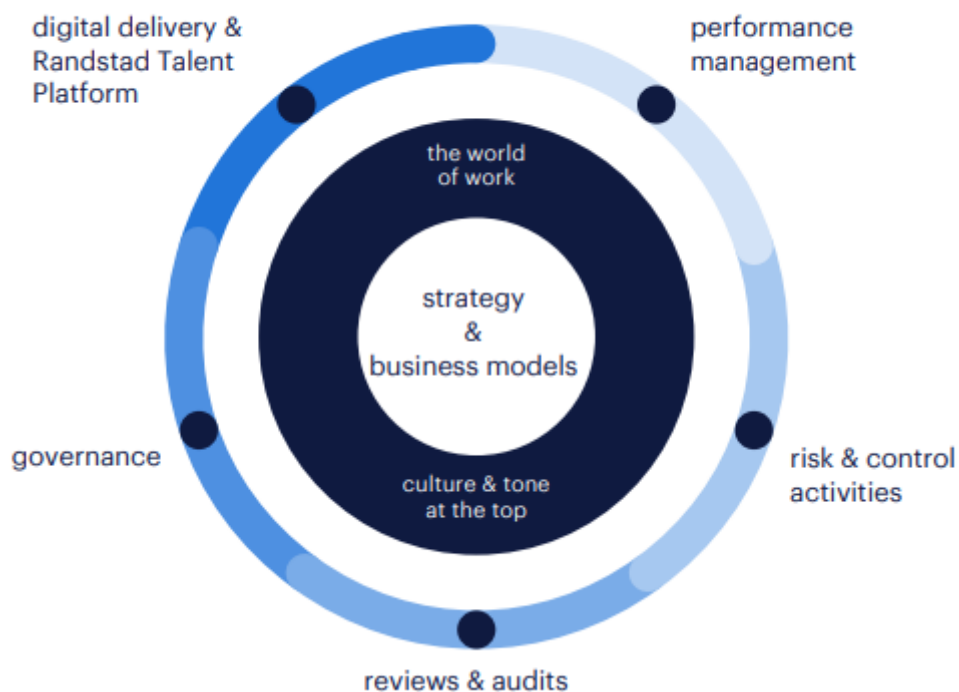 digital delivery &
Randstad Talent
Platform
performance
management
the world
of work
strategy
&
business models
culture & tone
at the top
governance
risk & control
activities
reviews & audits